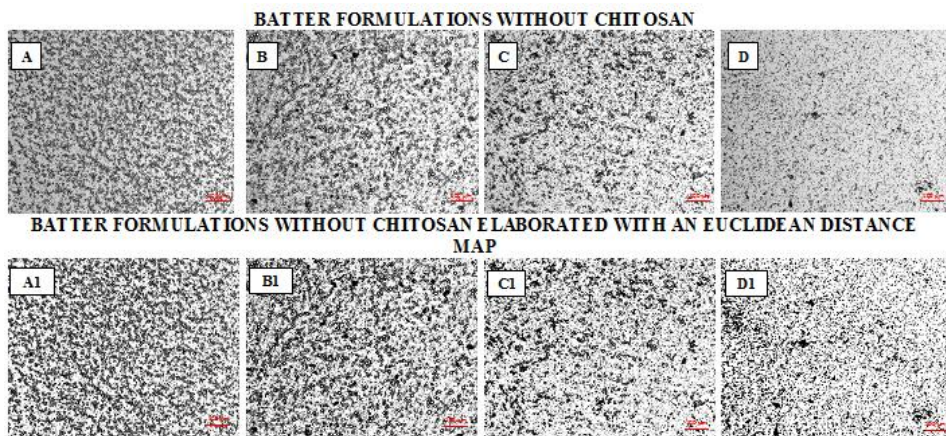 BATTER FORMULATIONS WITHOUT CHITOSAN
A B C D
BATTER FORMULATIONS WITHOUT CHITOSAN ELABORATED WITH AN EUCLIDEAN DISTANCE
MAP
A1 B1 C1 D1